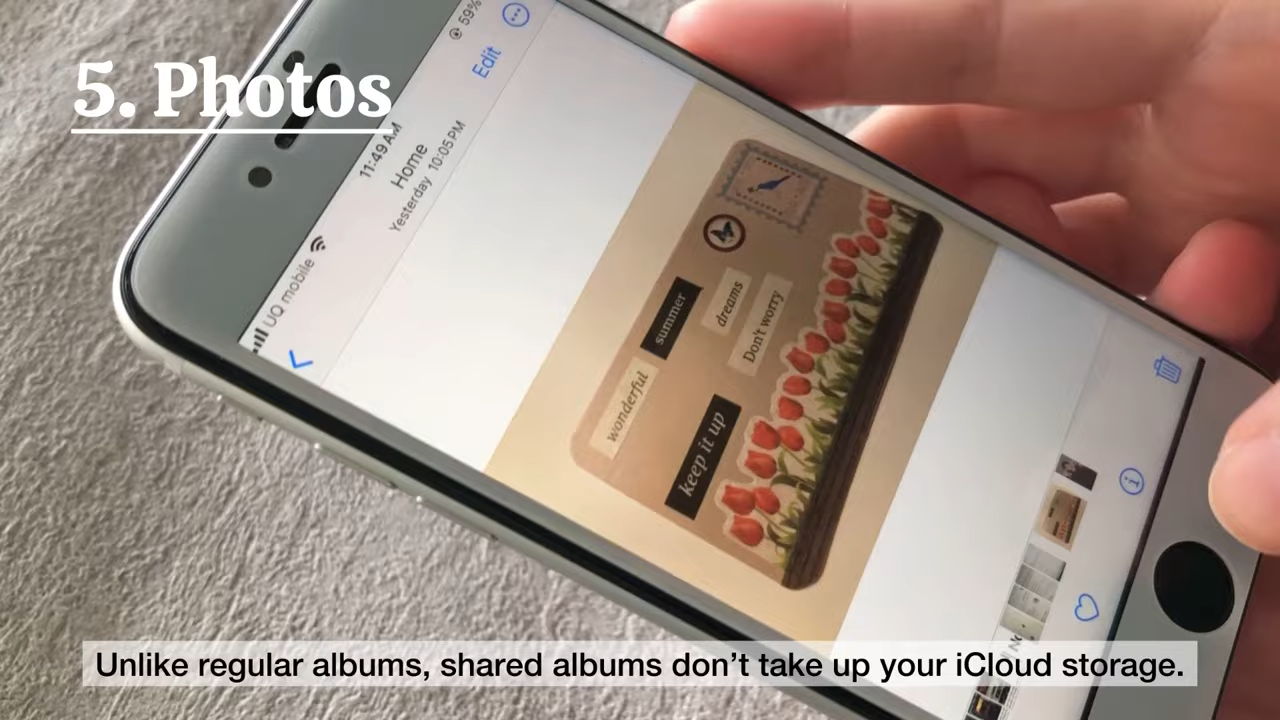 5. Photos
59%
Edit
11:49 AM
Home
Yesterday 10:05 PM
UQ mobile
summer
dreams
Don't worry
wonderful
keep it up
Unlike regular albums, shared albums don't take up your iCloud storage.